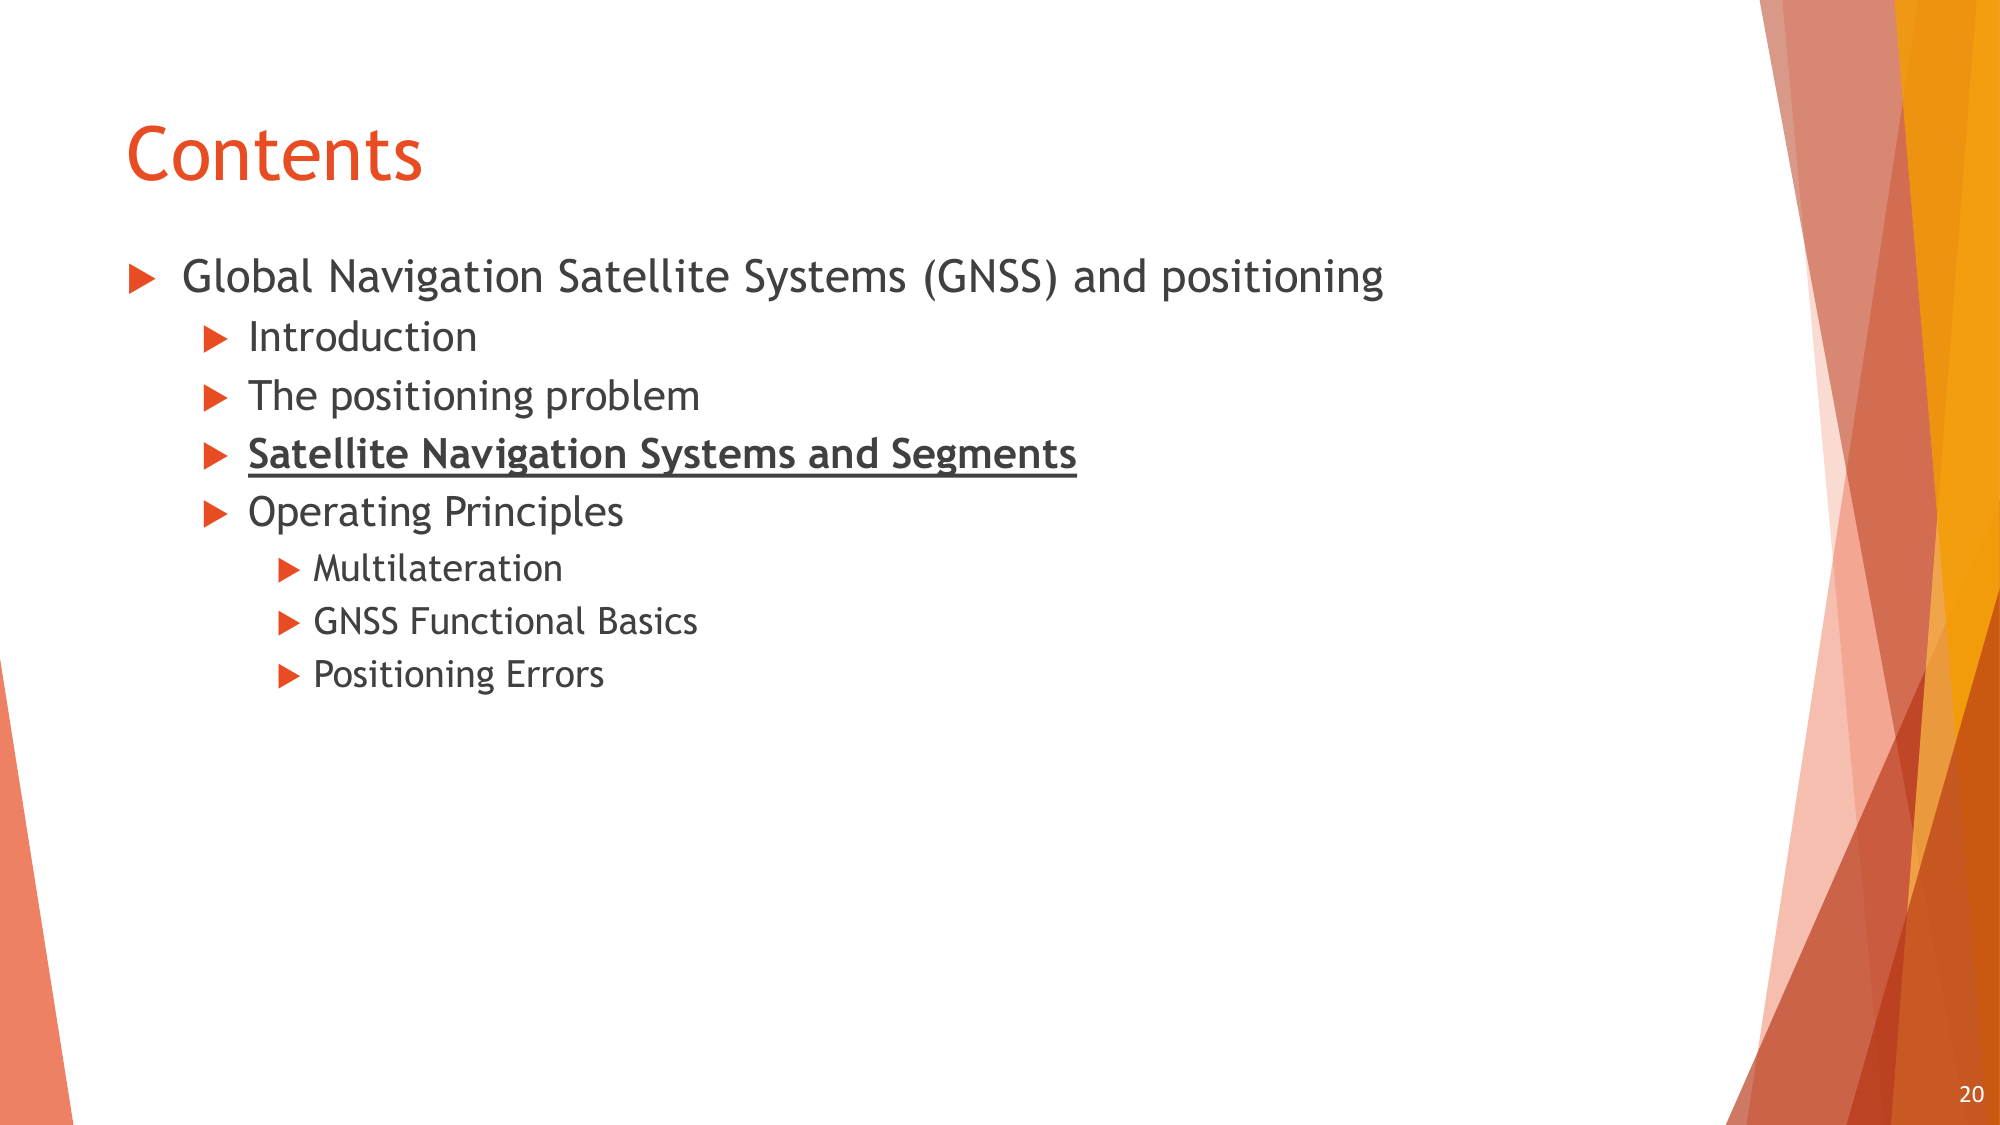 Contents
Global Navigation Satellite Systems (GNSS) and positioning
Introduction
The positioning problem
Satellite Navigation Systems and Segments
Operating Principles
Multilateration
GNSS Functional Basics
Positioning Errors
20